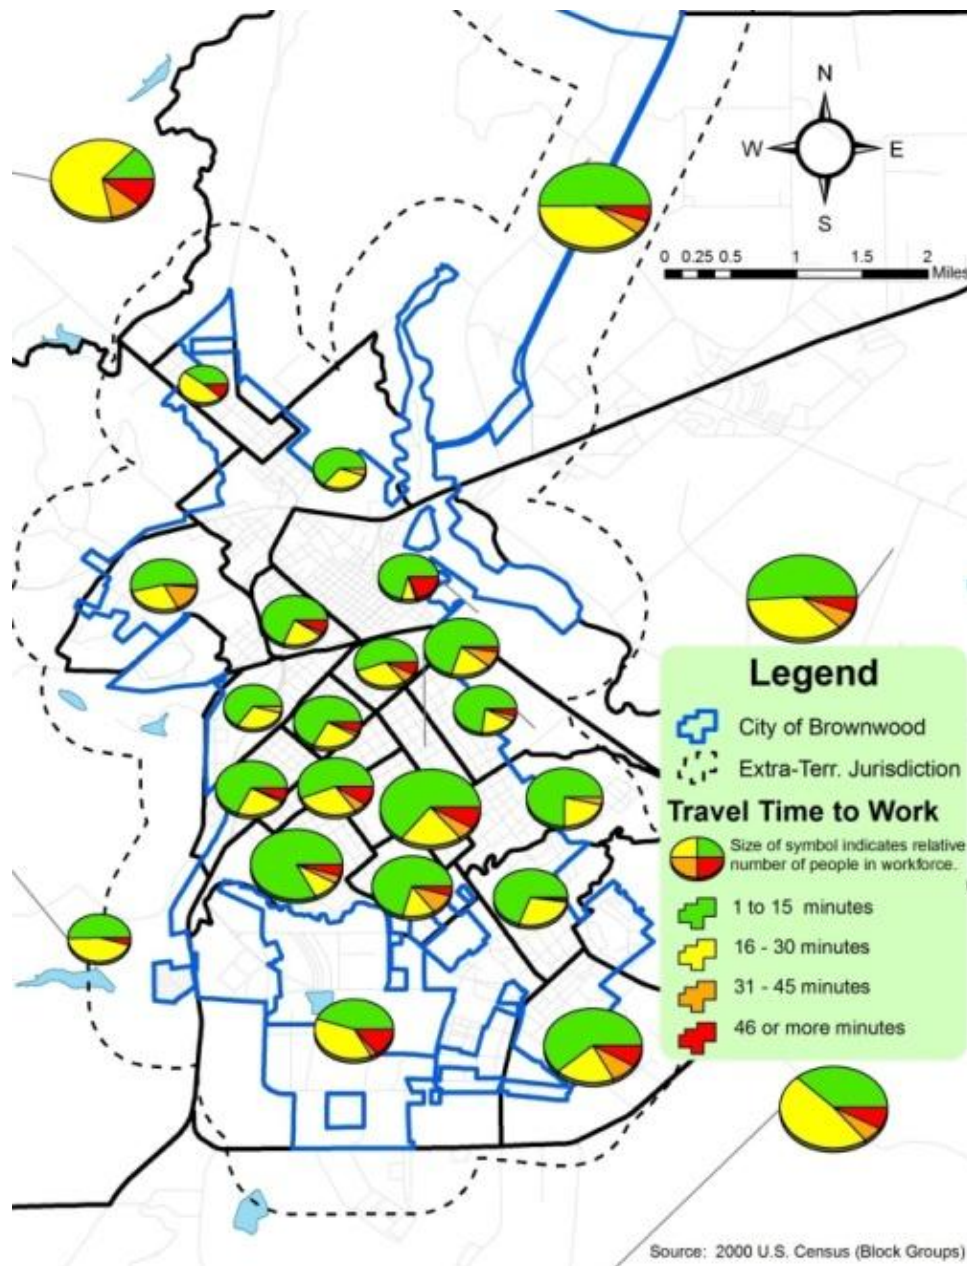 N
W E
S
0 0.25 0.5 1 1.5 2
Miles
Legend
City of Brownwood
Extra-Terr. Jurisdiction
Travel Time to Work
Size of symbol indicates relative
number of people in workforce.
1 to 15 minutes
16 - 30 minutes
31 - 45 minutes
46 or more minutes
Source: 2000 U.S. Census (Block Groups)